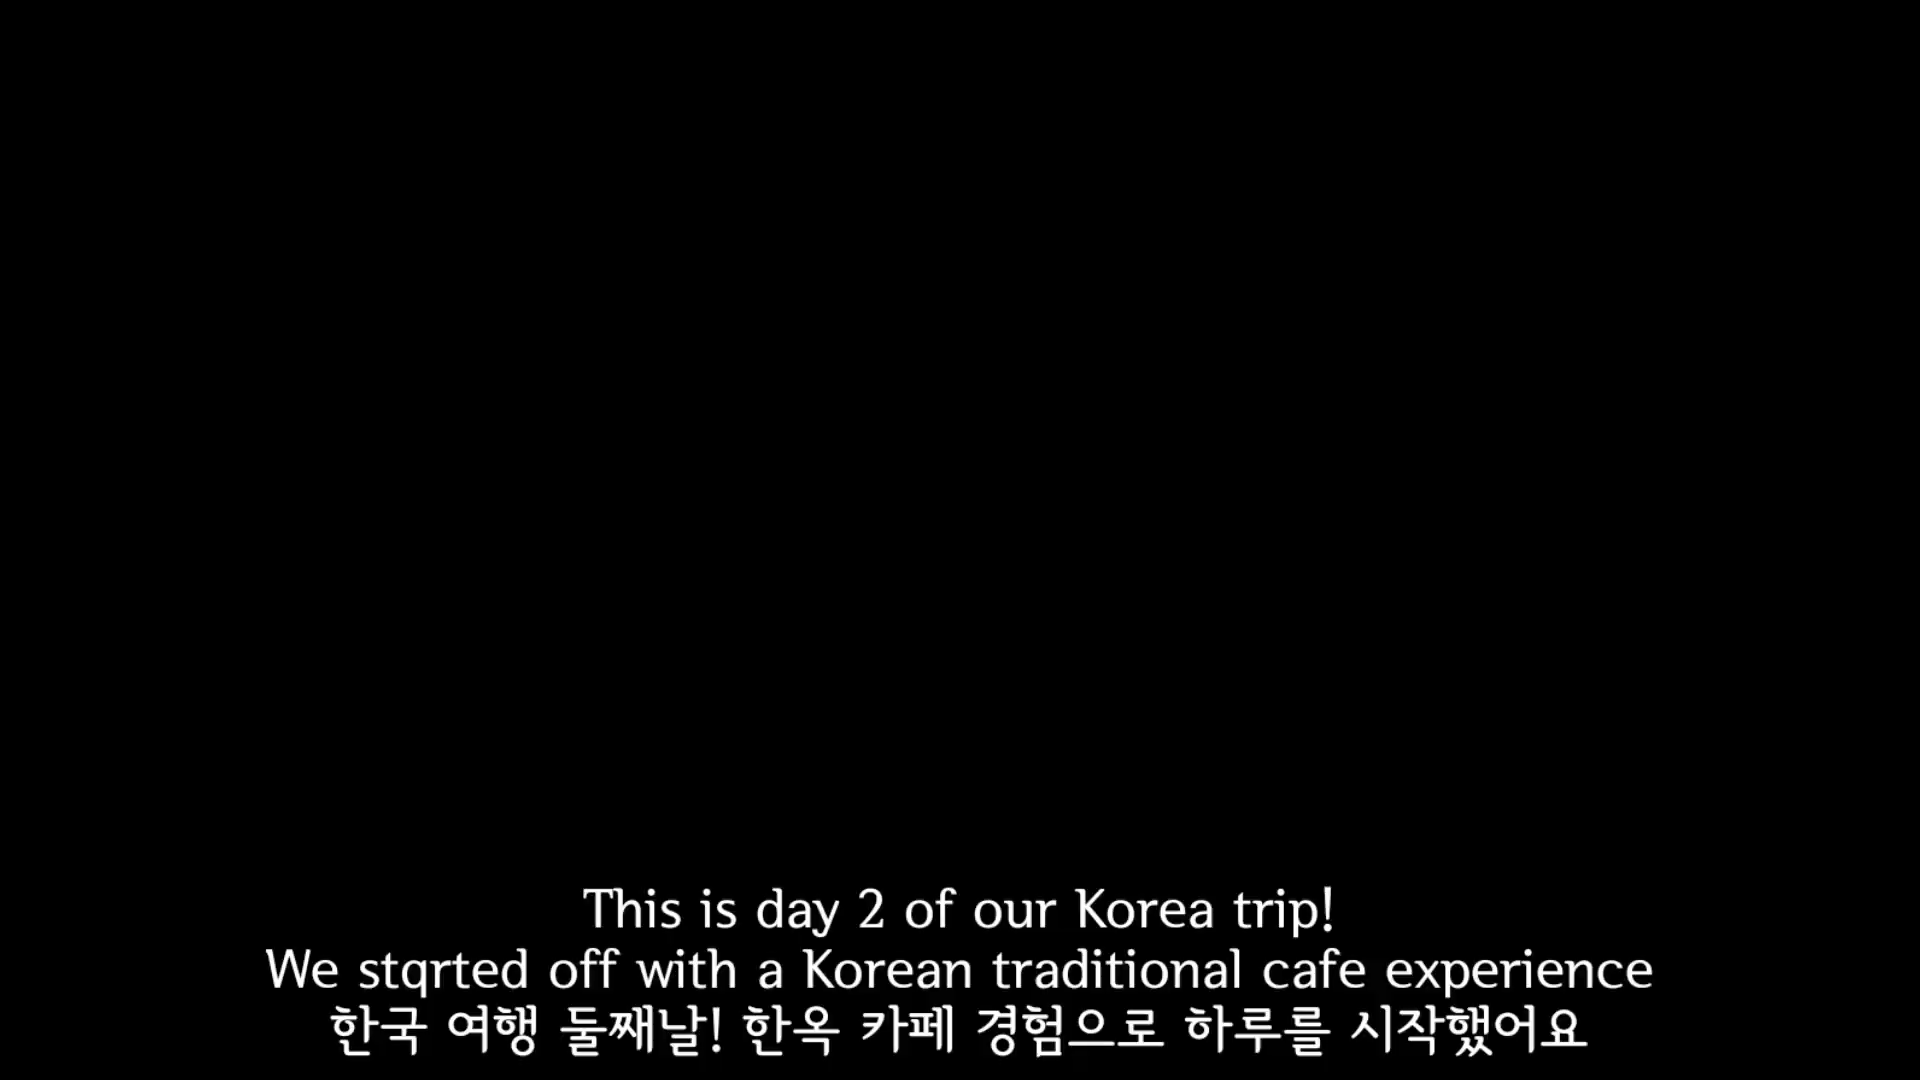 This is day 2 of our Korea trip!
We stqrted off with a Korean traditional cafe experience
한국 여행 둘째날! 한옥 카페 경험으로 하루를 시작했어요